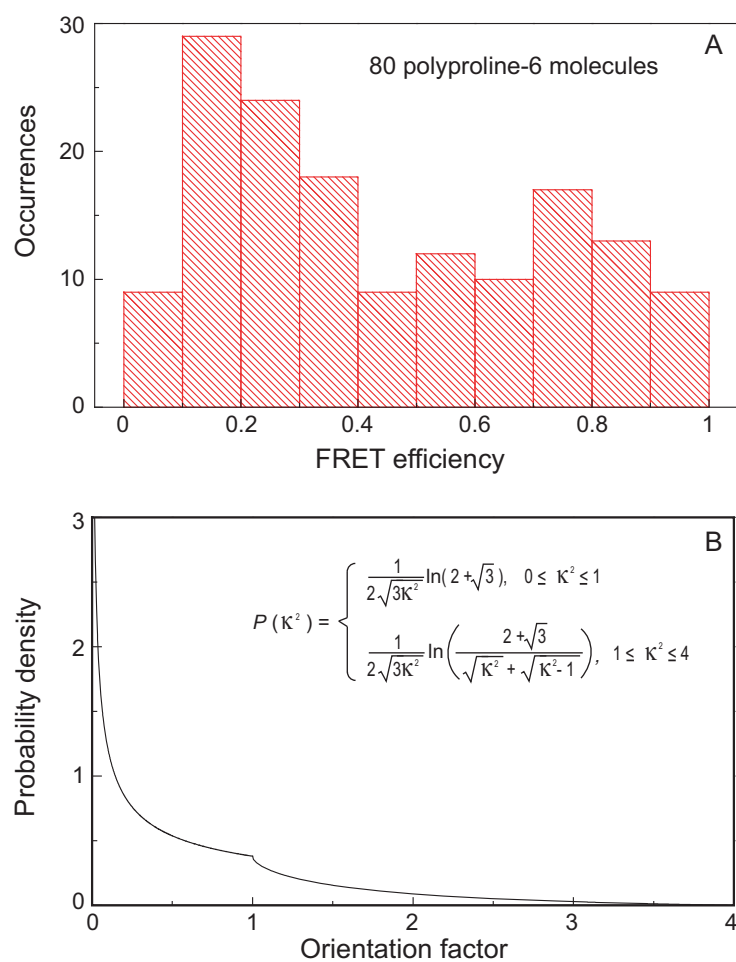 A
80 polyproline-6 molecules
Occurrences
30
20
10
0
0 0.2 0.4 0.6 0.8 1
FRET efficiency
B
Probability density
3
2
1
0
P(κ²) = { 1/(2√3κ²) ln(2+√3), 0 ≤ κ² ≤ 1
1/(2√3κ²) ln((2+√3)/(√κ² + √κ²-1)), 1 ≤ κ² ≤ 4
0 1 2 3 4
Orientation factor